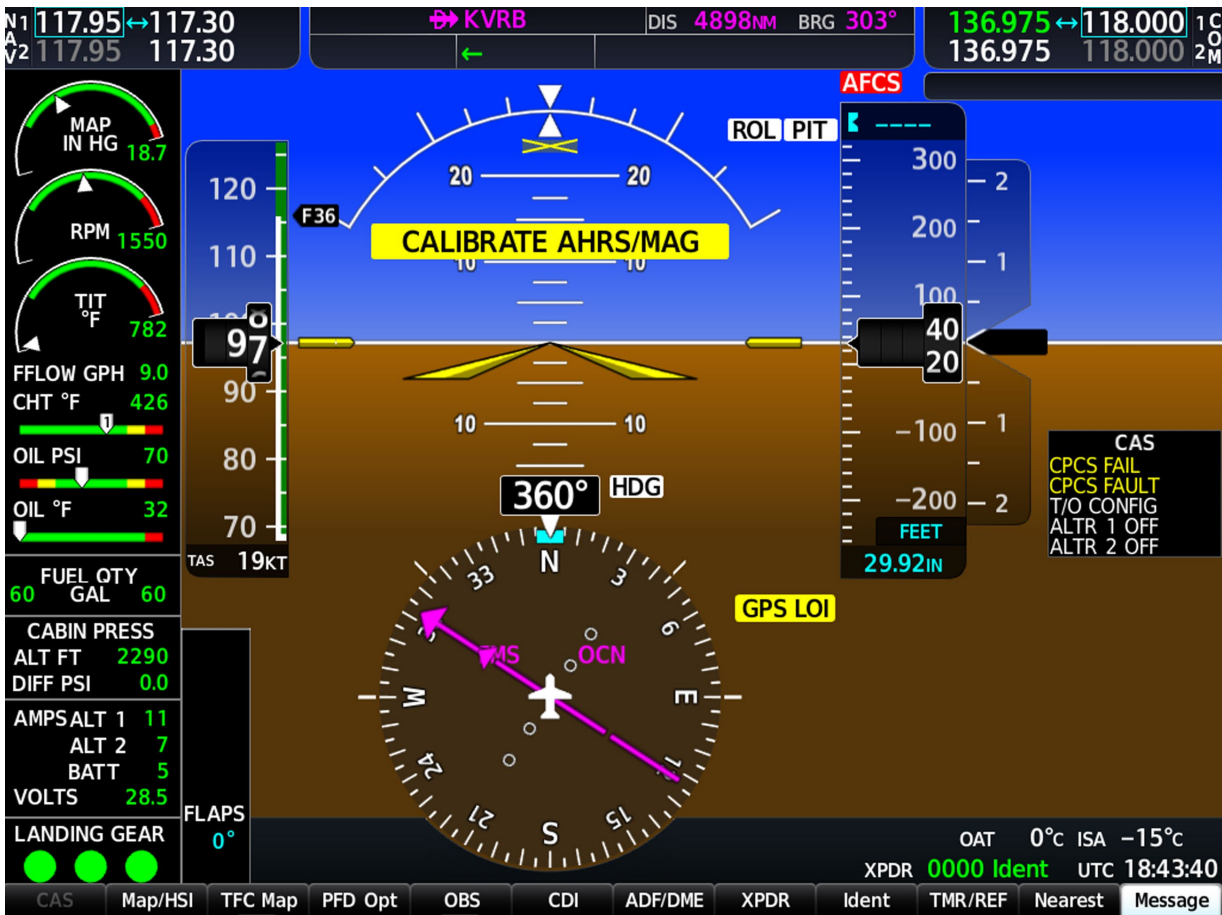 N1 117.95 ↔ 117.30
A
V2 117.95 117.30
KVRB DIS 4898NM BRG 303°
←
136.975 ↔ 118.000 1C
O
136.975 118.000 2M
AFCS
ROL PIT
MAP
IN HG 18.7
RPM 1550
TIT
°F 782
FFLOW GPH 9.0
CHT °F 426
1
OIL PSI 70
OIL °F 32
FUEL QTY
60 GAL 60
CABIN PRESS
ALT FT 2290
DIFF PSI 0.0
AMPS ALT 1 11
ALT 2 7
BATT 5
VOLTS 28.5
LANDING GEAR
120
110
97
90
80
70
TAS 19KT
F36
20 20
CALIBRATE AHRS/MAG
10 10
10 10
----
300
200
100
40
20
-100
-200
FEET
29.92IN
2
1
1
2
360° HDG
N
3
6
E
12
15
S
21
24
W
33
OCN
GPS LOI
CAS
CPCS FAIL
CPCS FAULT
T/O CONFIG
ALTR 1 OFF
ALTR 2 OFF
FLAPS
0°
OAT 0°C ISA -15°C
XPDR 0000 Ident UTC 18:43:40
CAS Map/HSI TFC Map PFD Opt OBS CDI ADF/DME XPDR Ident TMR/REF Nearest Message